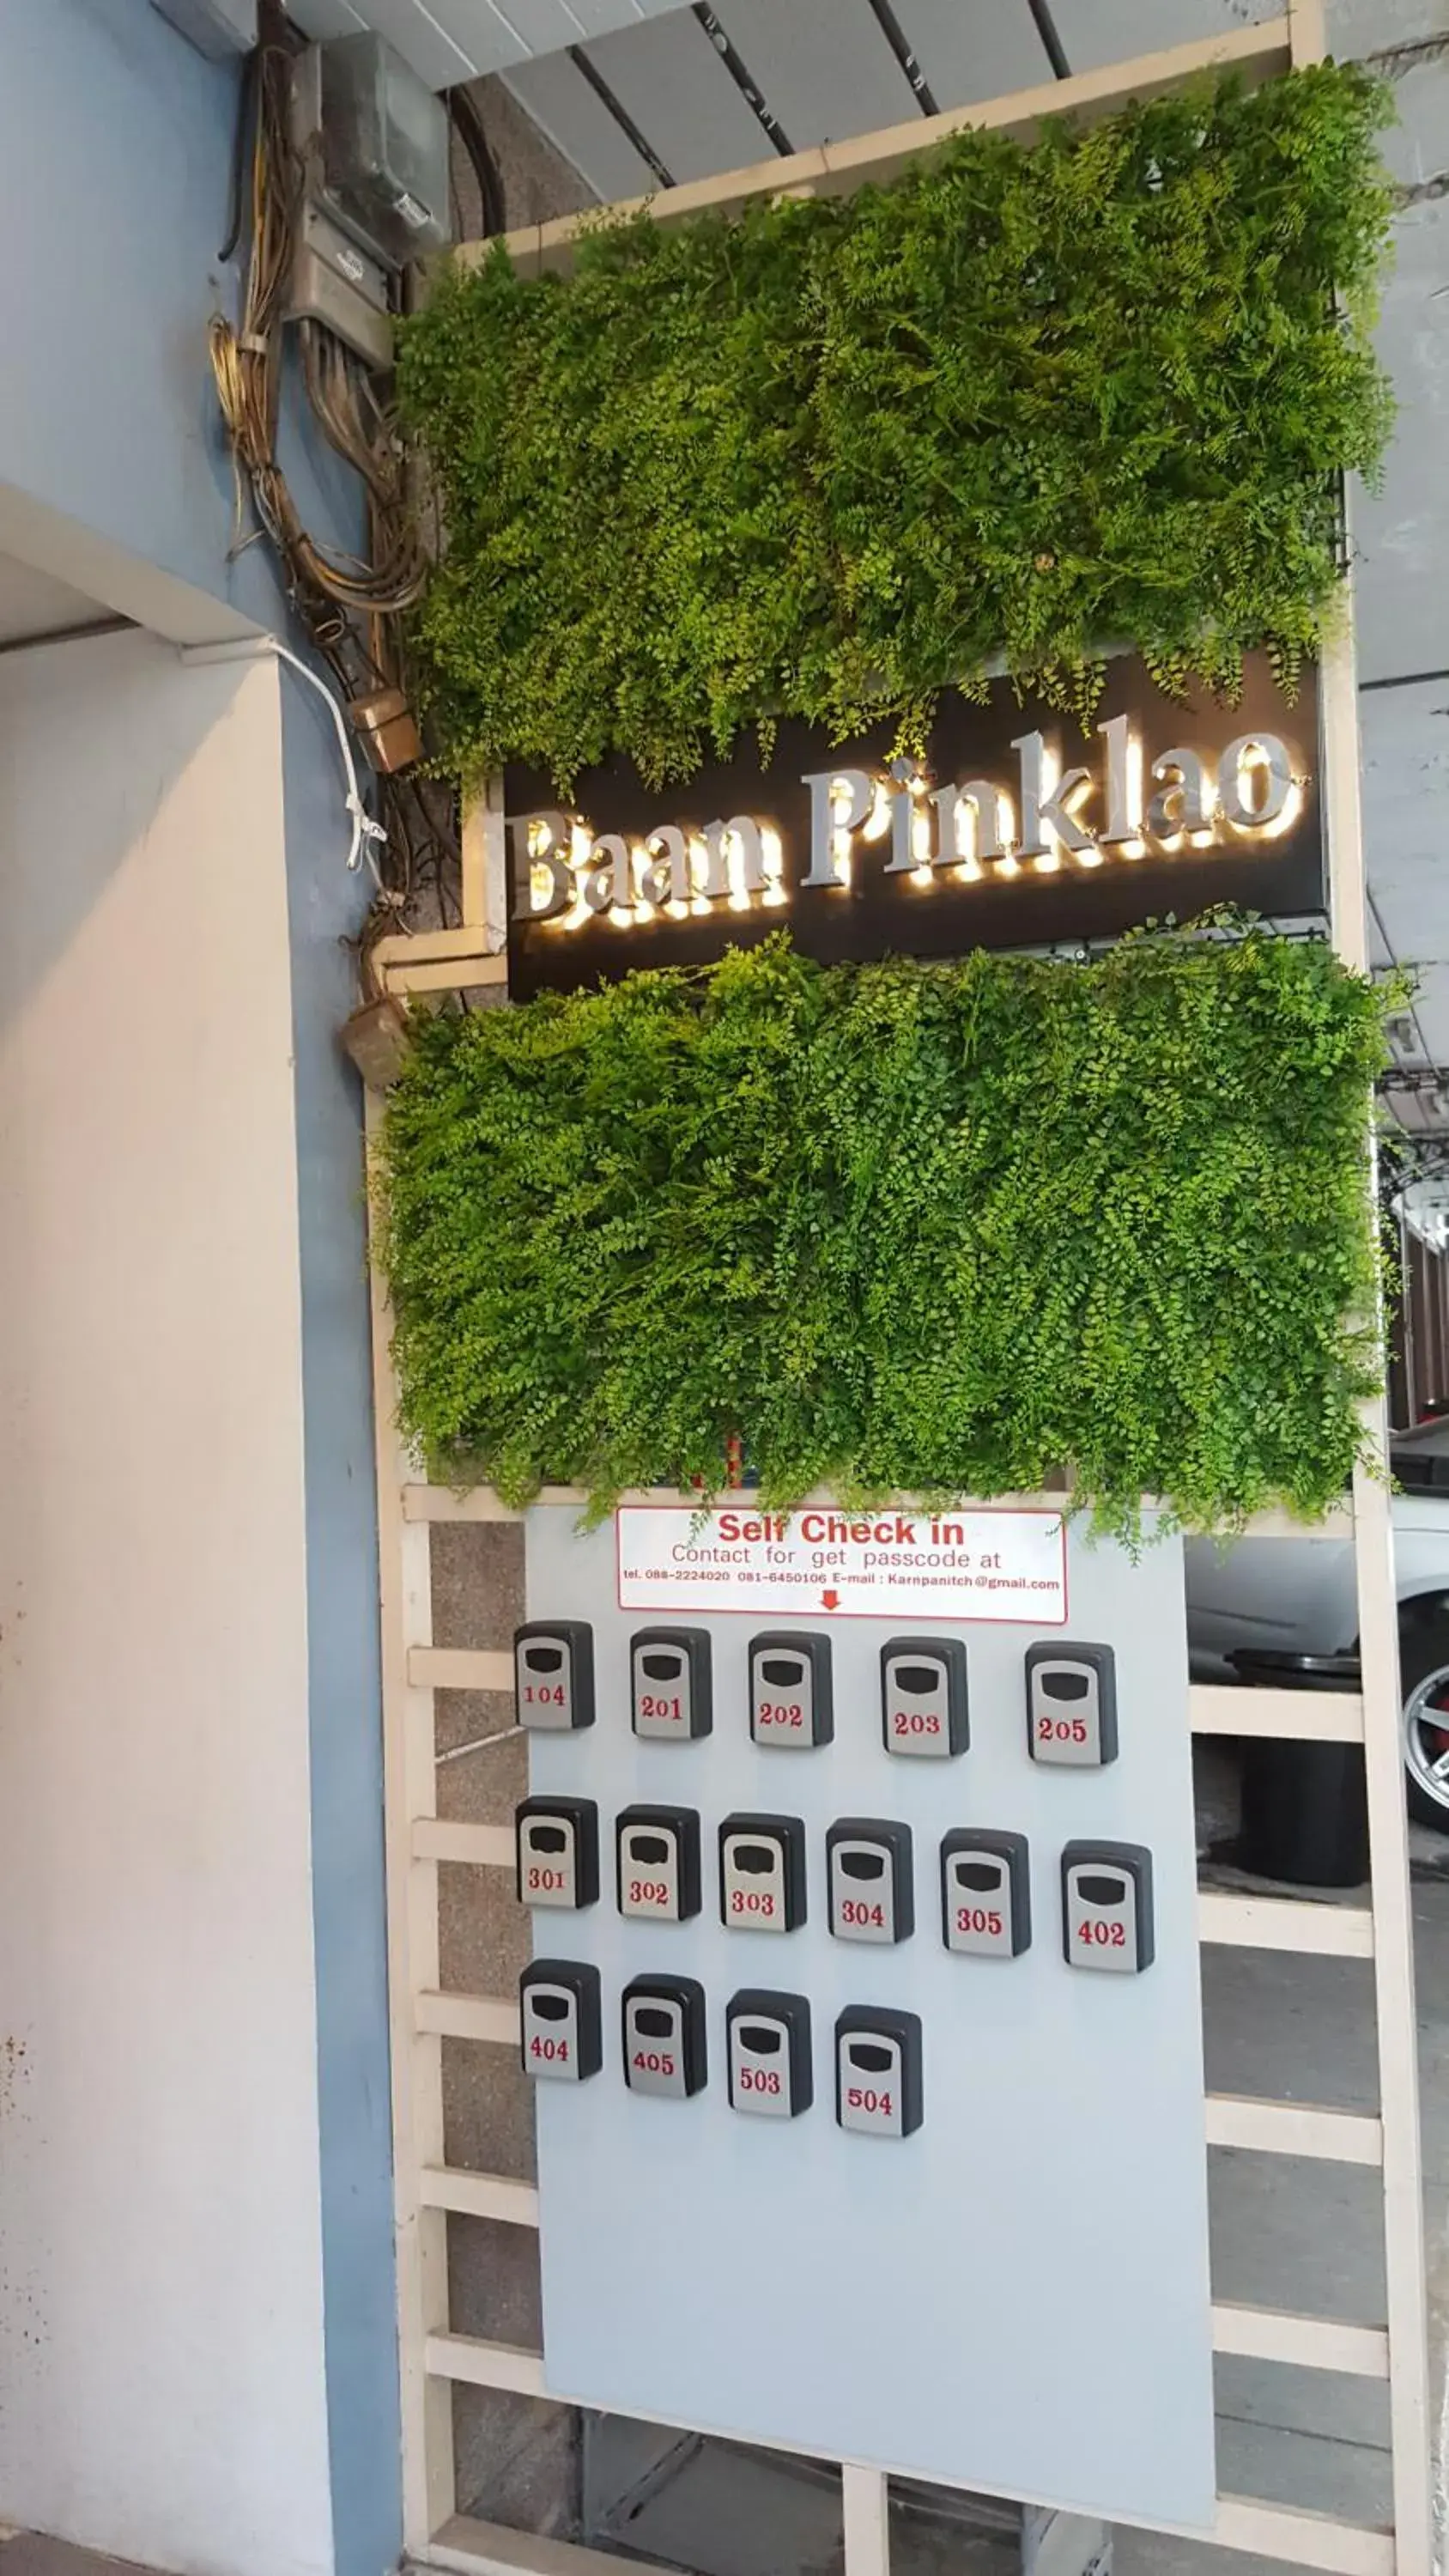 Baan Pinklao
Self Check in
Contact for get passcode at
tel. 088-2224020 081-6450106 E-mail : Karnpanitch@gmail.com
104 201 202 203 205
301 302 303 304 305 402
404 405 503 504